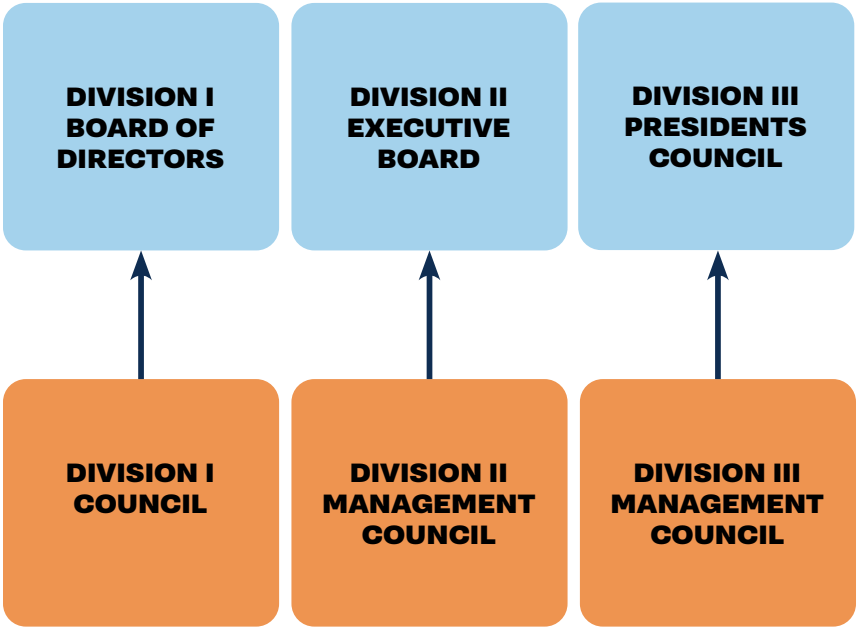 DIVISION I
BOARD OF
DIRECTORS
DIVISION II
EXECUTIVE
BOARD
DIVISION III
PRESIDENTS
COUNCIL
DIVISION I
COUNCIL
DIVISION II
MANAGEMENT
COUNCIL
DIVISION III
MANAGEMENT
COUNCIL